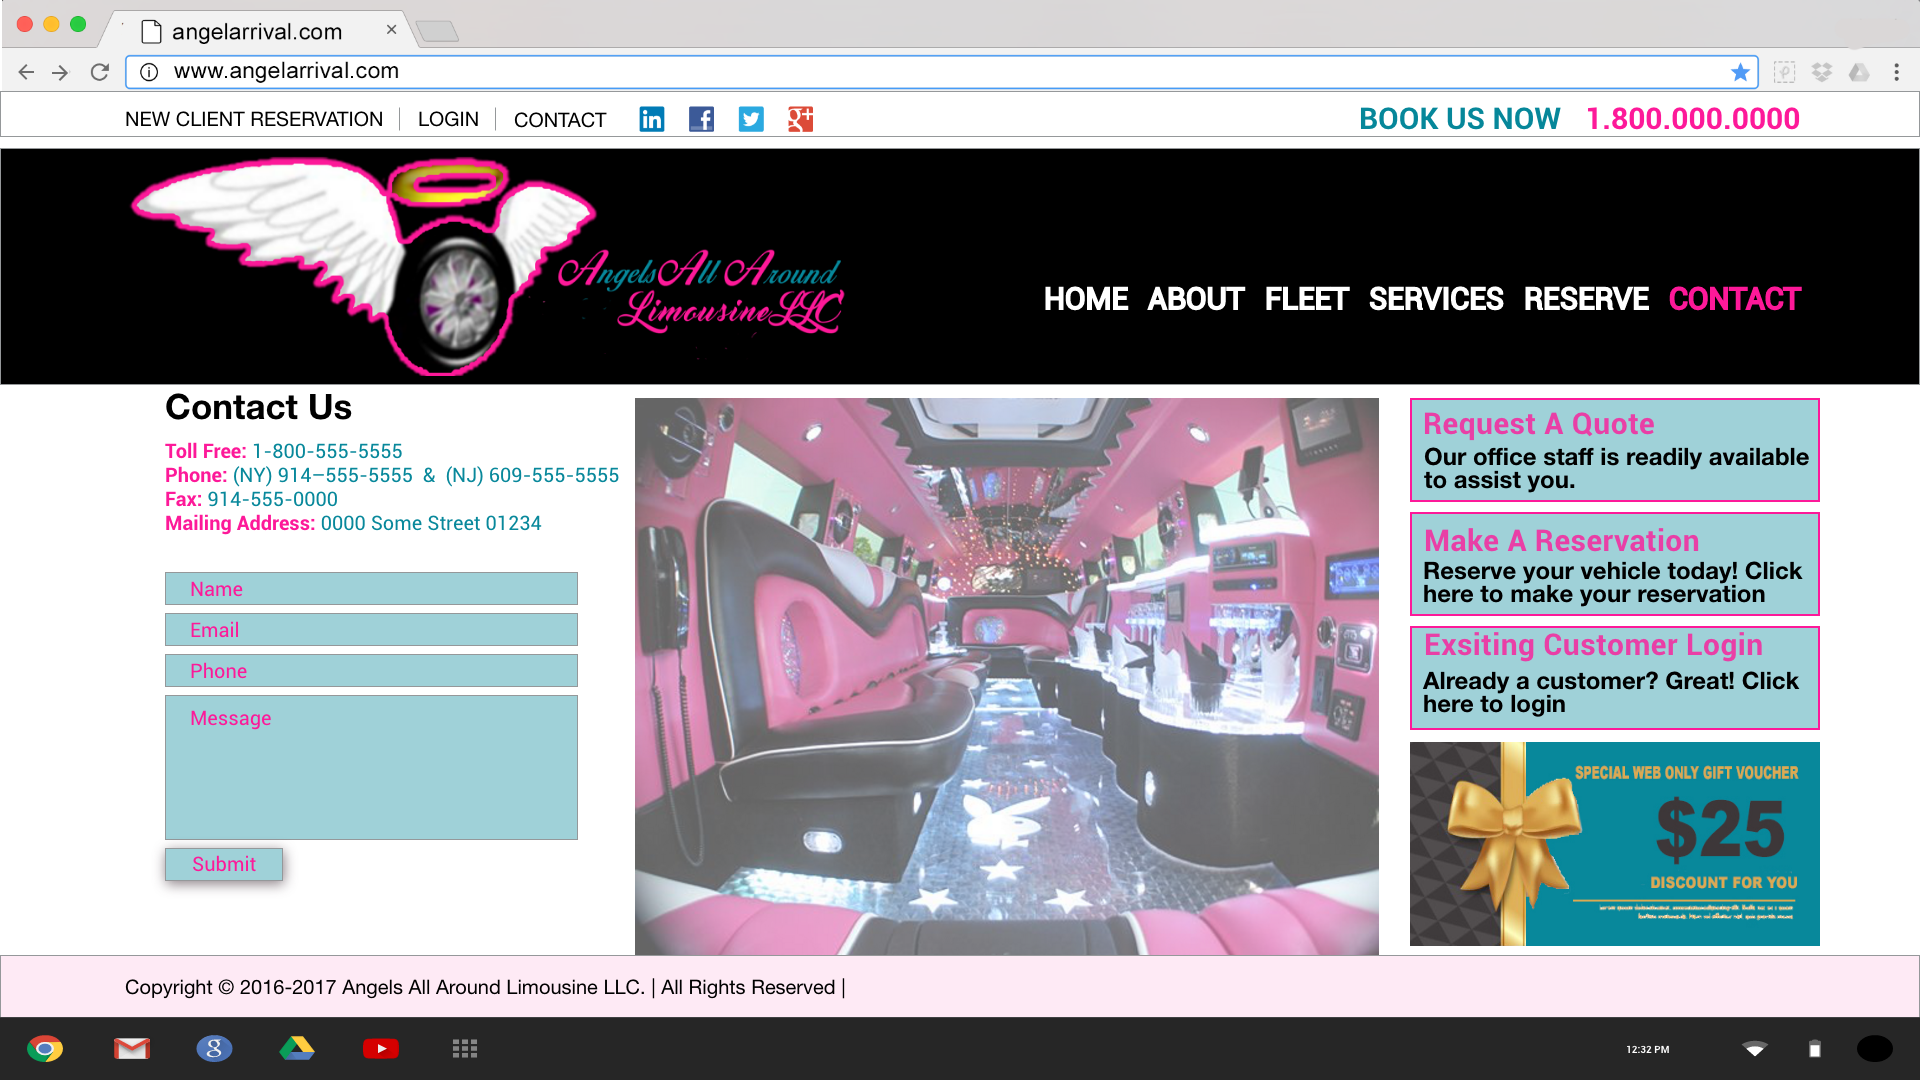 angelarrival.com
www.angelarrival.com
NEW CLIENT RESERVATION
LOGIN
CONTACT
in
f
g+
BOOK US NOW 1.800.000.0000
Angels All Around
Limousine LLC
HOME ABOUT FLEET SERVICES RESERVE CONTACT
Contact Us
Toll Free: 1-800-555-5555
Phone: (NY) 914–555-5555 & (NJ) 609-555-5555
Fax: 914-555-0000
Mailing Address: 0000 Some Street 01234
Name
Email
Phone
Message
Submit
Request A Quote
Our office staff is readily available
to assist you.
Make A Reservation
Reserve your vehicle today! Click
here to make your reservation
Exsiting Customer Login
Already a customer? Great! Click
here to login
SPECIAL WEB ONLY GIFT VOUCHER
$25
DISCOUNT FOR YOU
Copyright © 2016-2017 Angels All Around Limousine LLC. | All Rights Reserved |
g
12:32 PM